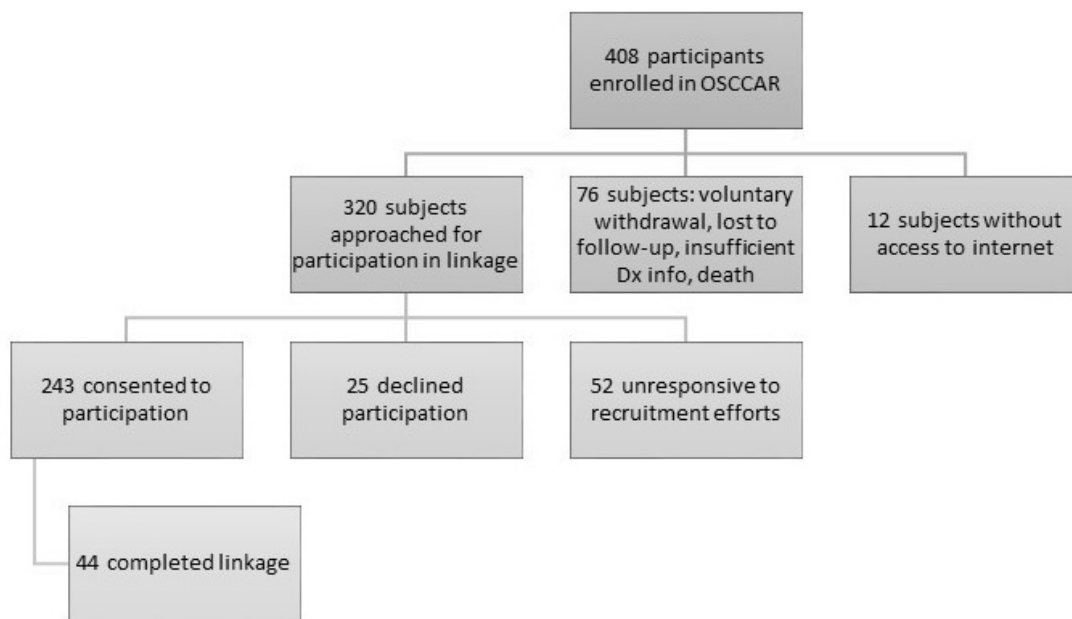 408 participants
enrolled in OSCCAR
320 subjects
approached for
participation in linkage
76 subjects: voluntary
withdrawal, lost to
follow-up, insufficient
Dx info, death
12 subjects without
access to internet
243 consented to
participation
25 declined
participation
52 unresponsive to
recruitment efforts
44 completed linkage